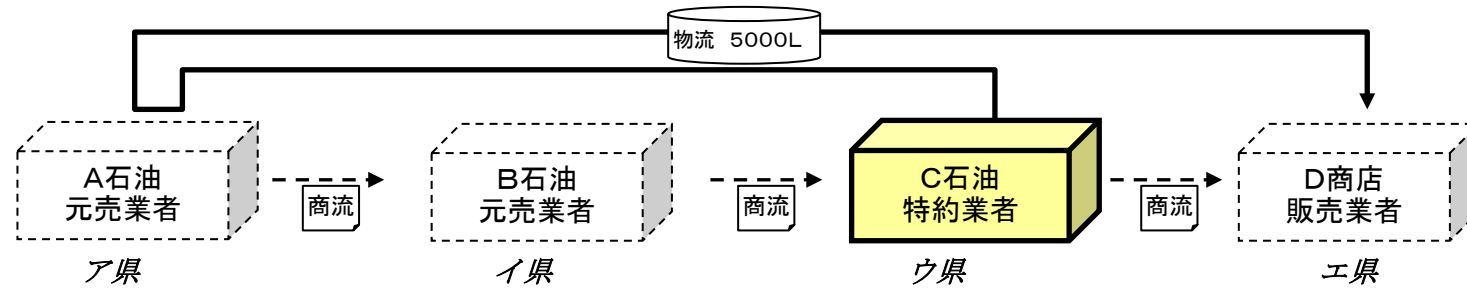 物流 5000L
A石油
元売業者
商流
B石油
元売業者
商流
C石油
特約業者
商流
D商店
販売業者
ア県
イ県
ウ県
エ県